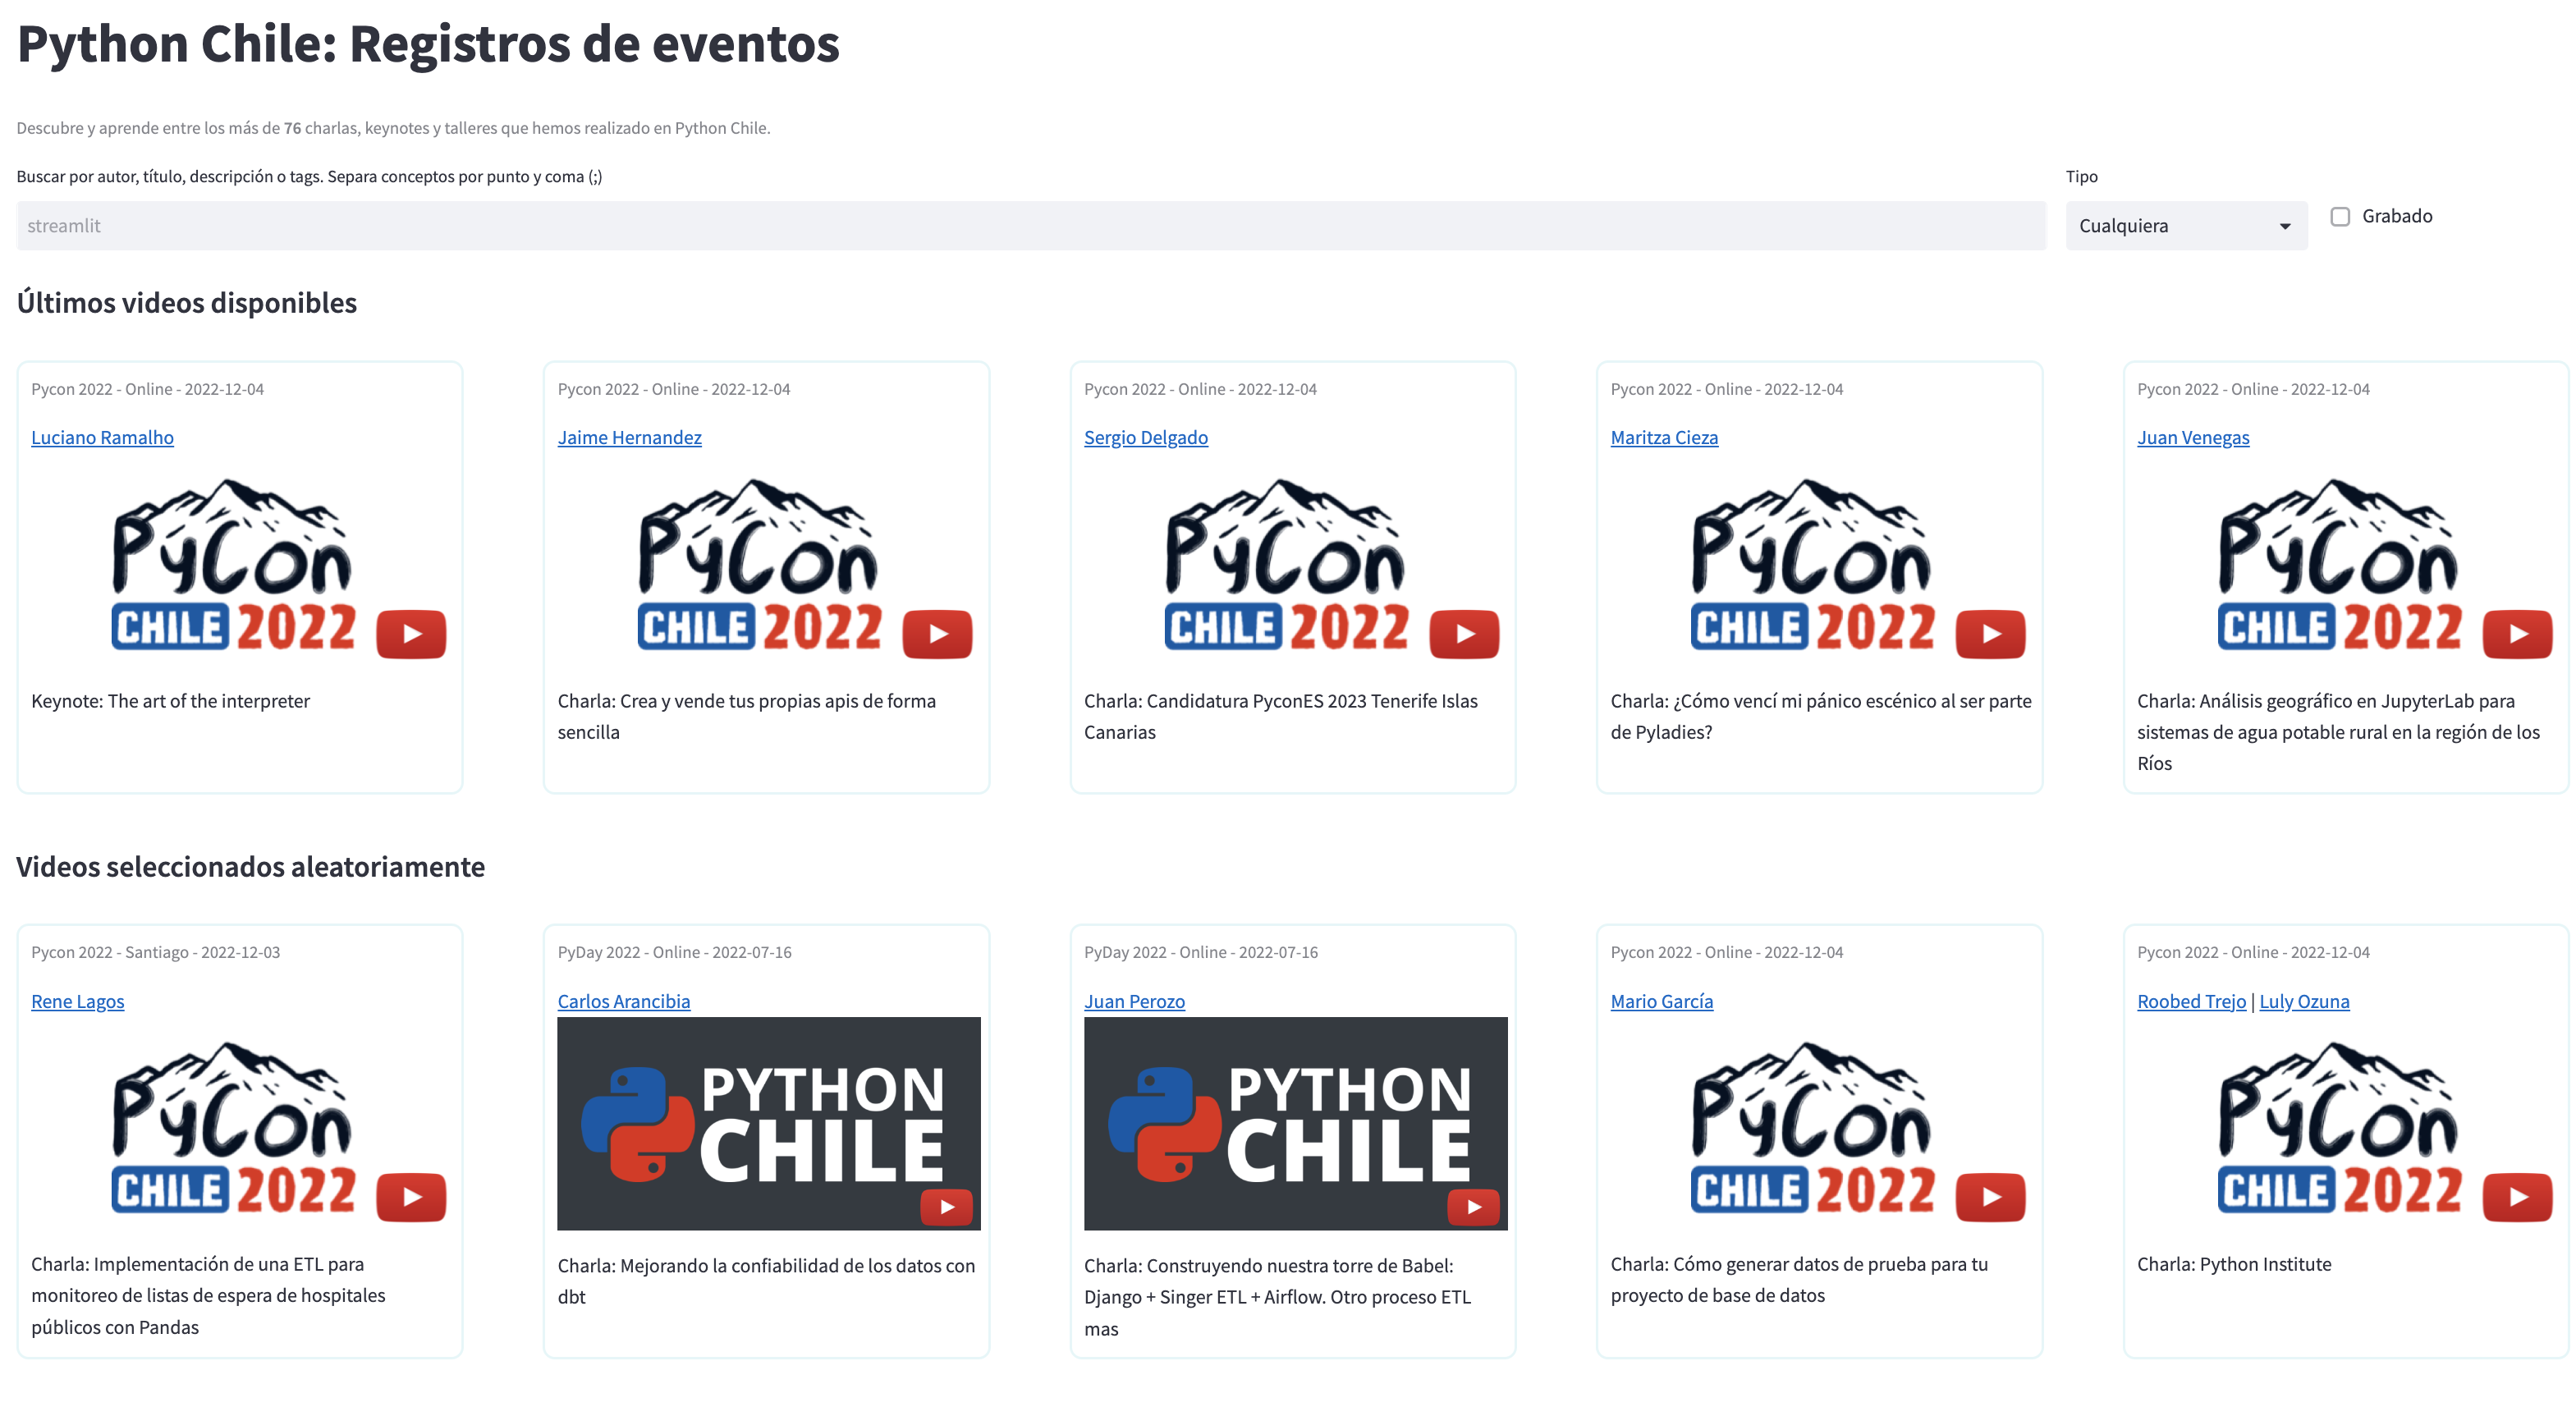 Python Chile: Registros de eventos
Descubre y aprende entre los más de 76 charlas, keynotes y talleres que hemos realizado en Python Chile.
Buscar por autor, título, descripción o tags. Separa conceptos por punto y coma (;)
Tipo
streamlit
Cualquiera
Grabado
Últimos videos disponibles
Pycon 2022 - Online - 2022-12-04
Luciano Ramalho
PyCon
CHILE 2022
Keynote: The art of the interpreter
Pycon 2022 - Online - 2022-12-04
Jaime Hernandez
PyCon
CHILE 2022
Charla: Crea y vende tus propias apis de forma
sencilla
Pycon 2022 - Online - 2022-12-04
Sergio Delgado
PyCon
CHILE 2022
Charla: Candidatura PyconES 2023 Tenerife Islas
Canarias
Pycon 2022 - Online - 2022-12-04
Maritza Cieza
PyCon
CHILE 2022
Charla: ¿Cómo vencí mi pánico escénico al ser parte
de Pyladies?
Pycon 2022 - Online - 2022-12-04
Juan Venegas
PyCon
CHILE 2022
Charla: Análisis geográfico en JupyterLab para
sistemas de agua potable rural en la región de los
Ríos
Videos seleccionados aleatoriamente
Pycon 2022 - Santiago - 2022-12-03
Rene Lagos
PyCon
CHILE 2022
Charla: Implementación de una ETL para
monitoreo de listas de espera de hospitales
públicos con Pandas
PyDay 2022 - Online - 2022-07-16
Carlos Arancibia
PYTHON
CHILE
Charla: Mejorando la confiabilidad de los datos con
dbt
PyDay 2022 - Online - 2022-07-16
Juan Perozo
PYTHON
CHILE
Charla: Construyendo nuestra torre de Babel:
Django + Singer ETL + Airflow. Otro proceso ETL
mas
Pycon 2022 - Online - 2022-12-04
Mario García
PyCon
CHILE 2022
Charla: Cómo generar datos de prueba para tu
proyecto de base de datos
Pycon 2022 - Online - 2022-12-04
Roobed Trejo | Luly Ozuna
PyCon
CHILE 2022
Charla: Python Institute